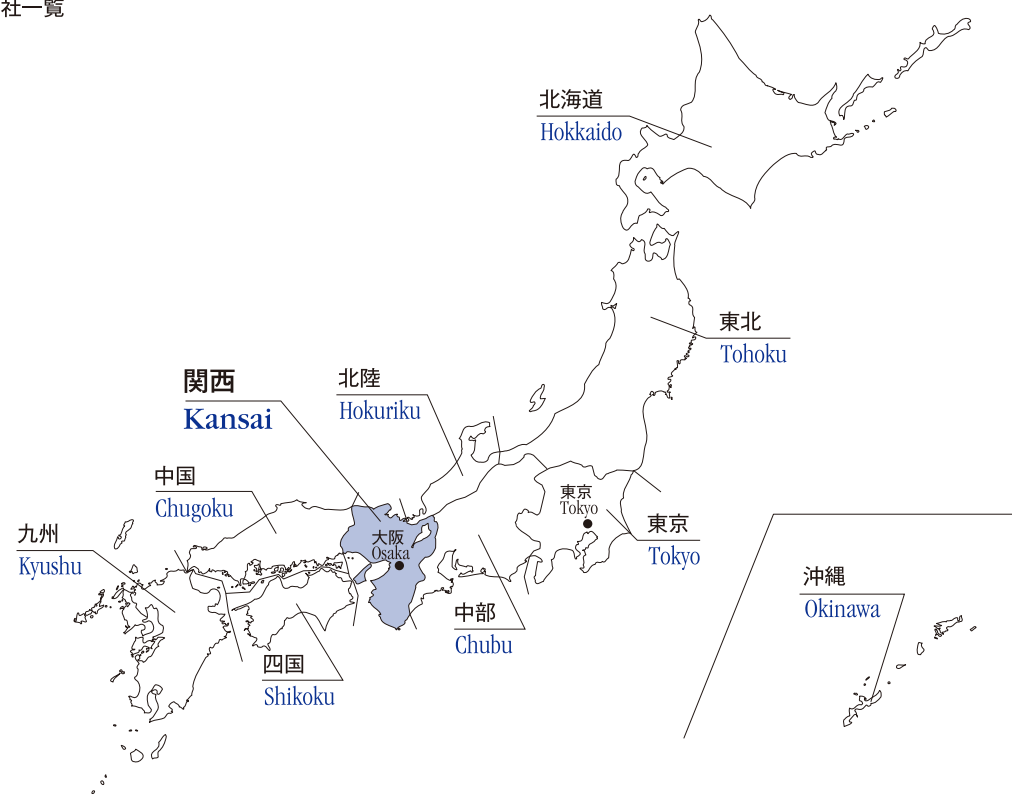 社一覧
北海道
Hokkaido
東北
Tohoku
関西
Kansai
北陸
Hokuriku
中国
Chugoku
九州
Kyushu
大阪
Osaka
東京
Tokyo
東京
Tokyo
沖縄
Okinawa
中部
Chubu
四国
Shikoku